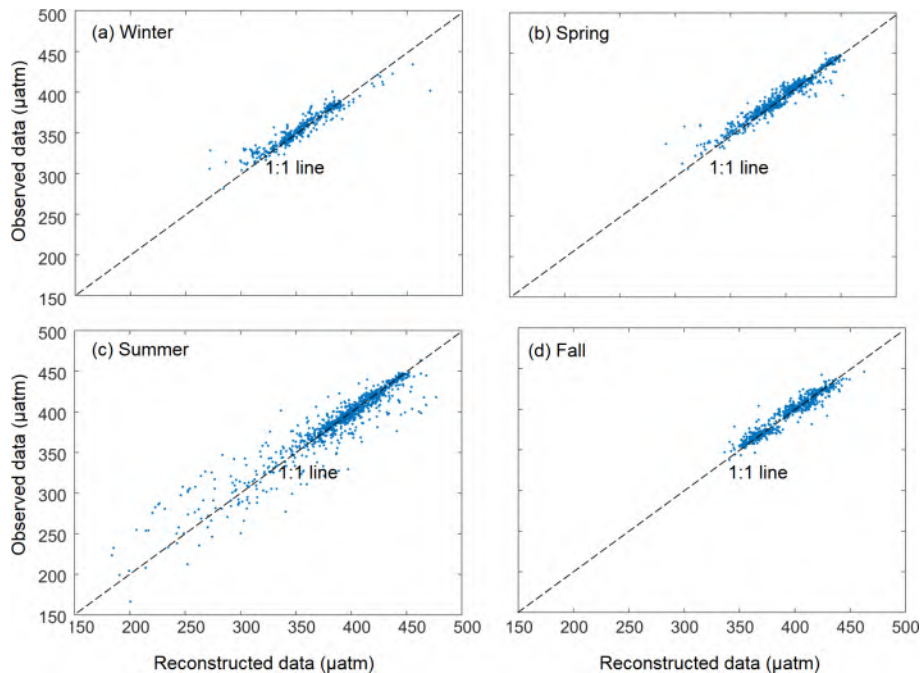 500
450
400
350
300
250
200
150
Observed data (μatm)
(a) Winter
1:1 line
(b) Spring
1:1 line
500
450
400
350
300
250
200
150
Observed data (μatm)
(c) Summer
1:1 line
150 200 250 300 350 400 450 500
Reconstructed data (μatm)
(d) Fall
1:1 line
150 200 250 300 350 400 450 500
Reconstructed data (μatm)